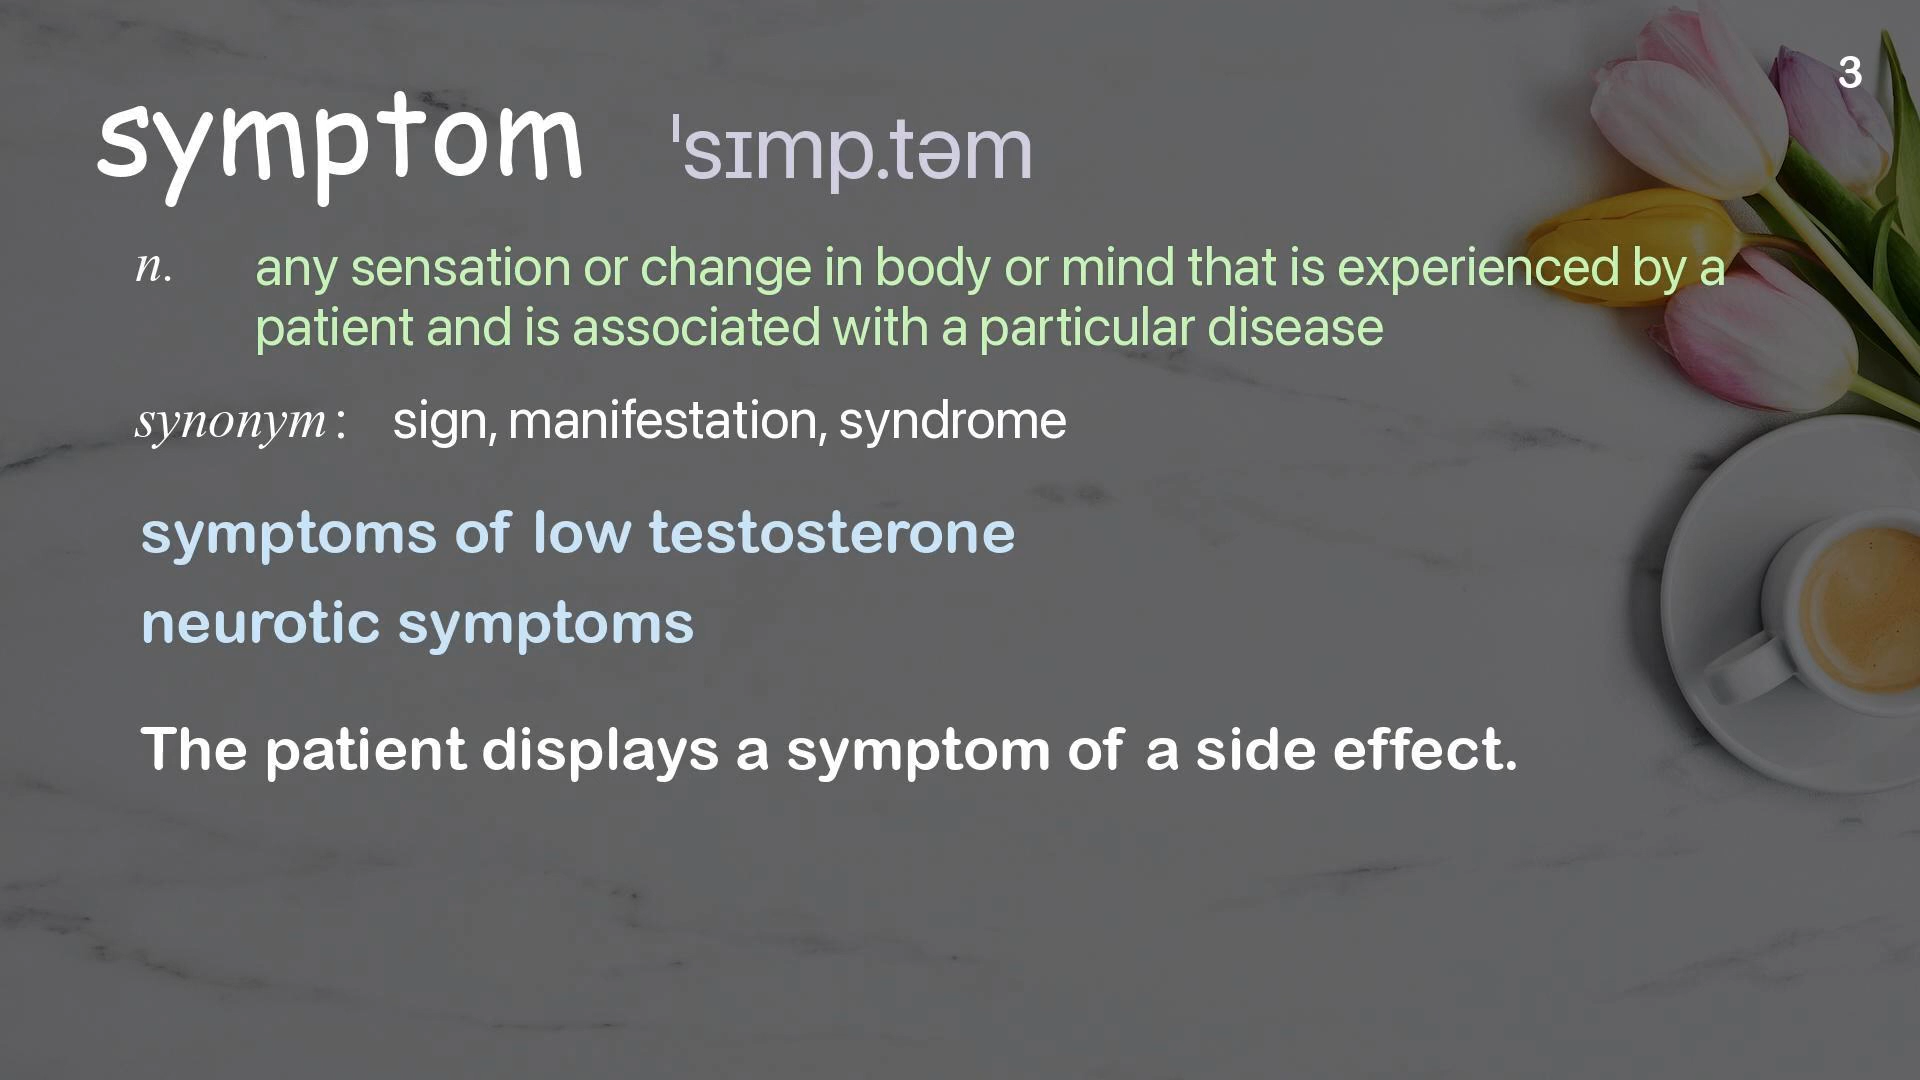 3
symptom ˈsɪmp.təm
n. any sensation or change in body or mind that is experienced by a
patient and is associated with a particular disease
synonym: sign, manifestation, syndrome
symptoms of low testosterone
neurotic symptoms
The patient displays a symptom of a side effect.